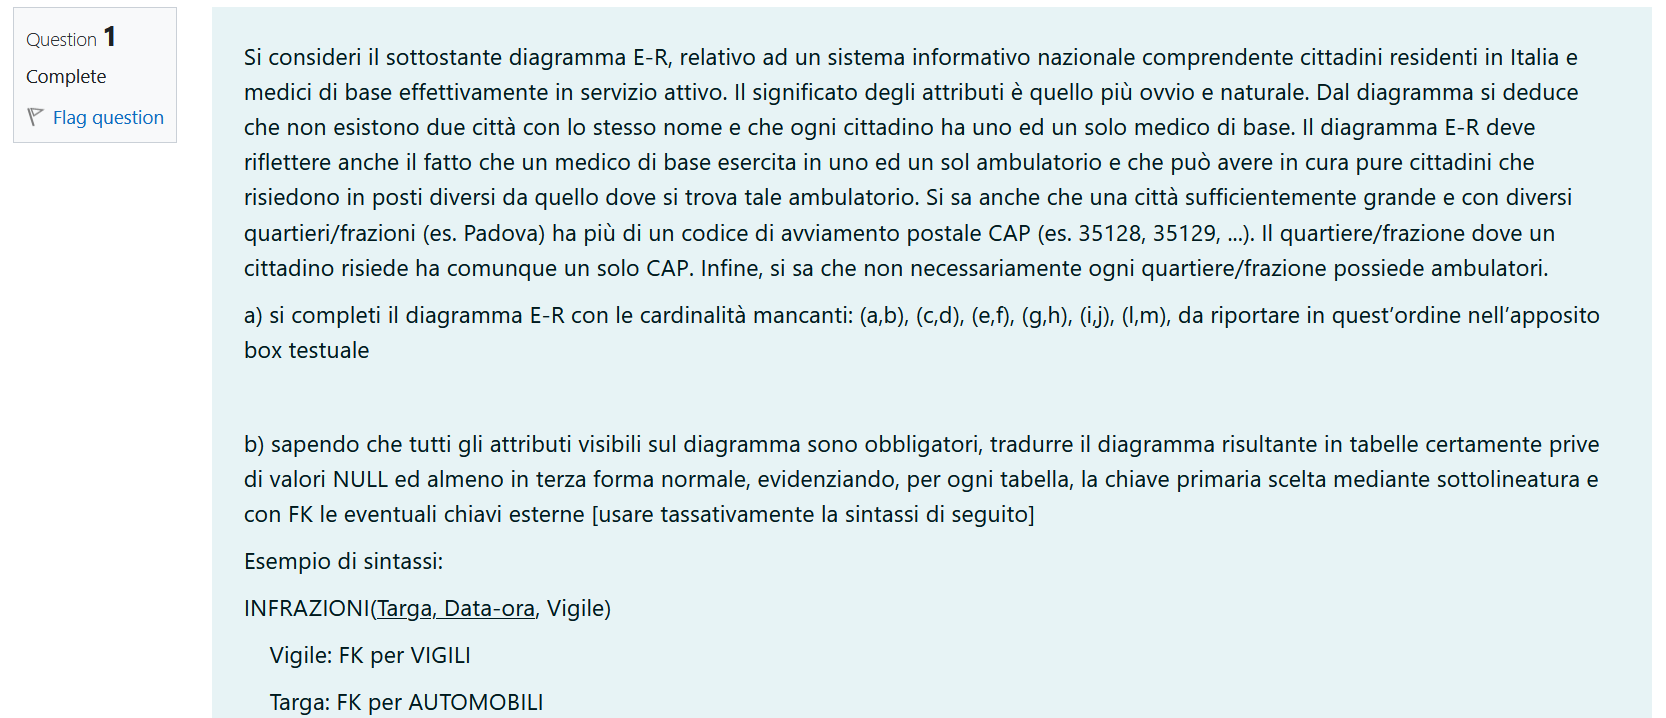 Question 1
Complete
Flag question
Si consideri il sottostante diagramma E-R, relativo ad un sistema informativo nazionale comprendente cittadini residenti in Italia e
medici di base effettivamente in servizio attivo. Il significato degli attributi è quello più ovvio e naturale. Dal diagramma si deduce
che non esistono due città con lo stesso nome e che ogni cittadino ha uno ed un solo medico di base. Il diagramma E-R deve
riflettere anche il fatto che un medico di base esercita in uno ed un sol ambulatorio e che può avere in cura pure cittadini che
risiedono in posti diversi da quello dove si trova tale ambulatorio. Si sa anche che una città sufficientemente grande e con diversi
quartieri/frazioni (es. Padova) ha più di un codice di avviamento postale CAP (es. 35128, 35129, ...). Il quartiere/frazione dove un
cittadino risiede ha comunque un solo CAP. Infine, si sa che non necessariamente ogni quartiere/frazione possiede ambulatori.
a) si completi il diagramma E-R con le cardinalità mancanti: (a,b), (c,d), (e,f), (g,h), (i,j), (l,m), da riportare in quest’ordine nell’apposito
box testuale
b) sapendo che tutti gli attributi visibili sul diagramma sono obbligatori, tradurre il diagramma risultante in tabelle certamente prive
di valori NULL ed almeno in terza forma normale, evidenziando, per ogni tabella, la chiave primaria scelta mediante sottolineatura e
con FK le eventuali chiavi esterne [usare tassativamente la sintassi di seguito]
Esempio di sintassi:
INFRAZIONI(Targa, Data-ora, Vigile)
Vigile: FK per VIGILI
Targa: FK per AUTOMOBILI